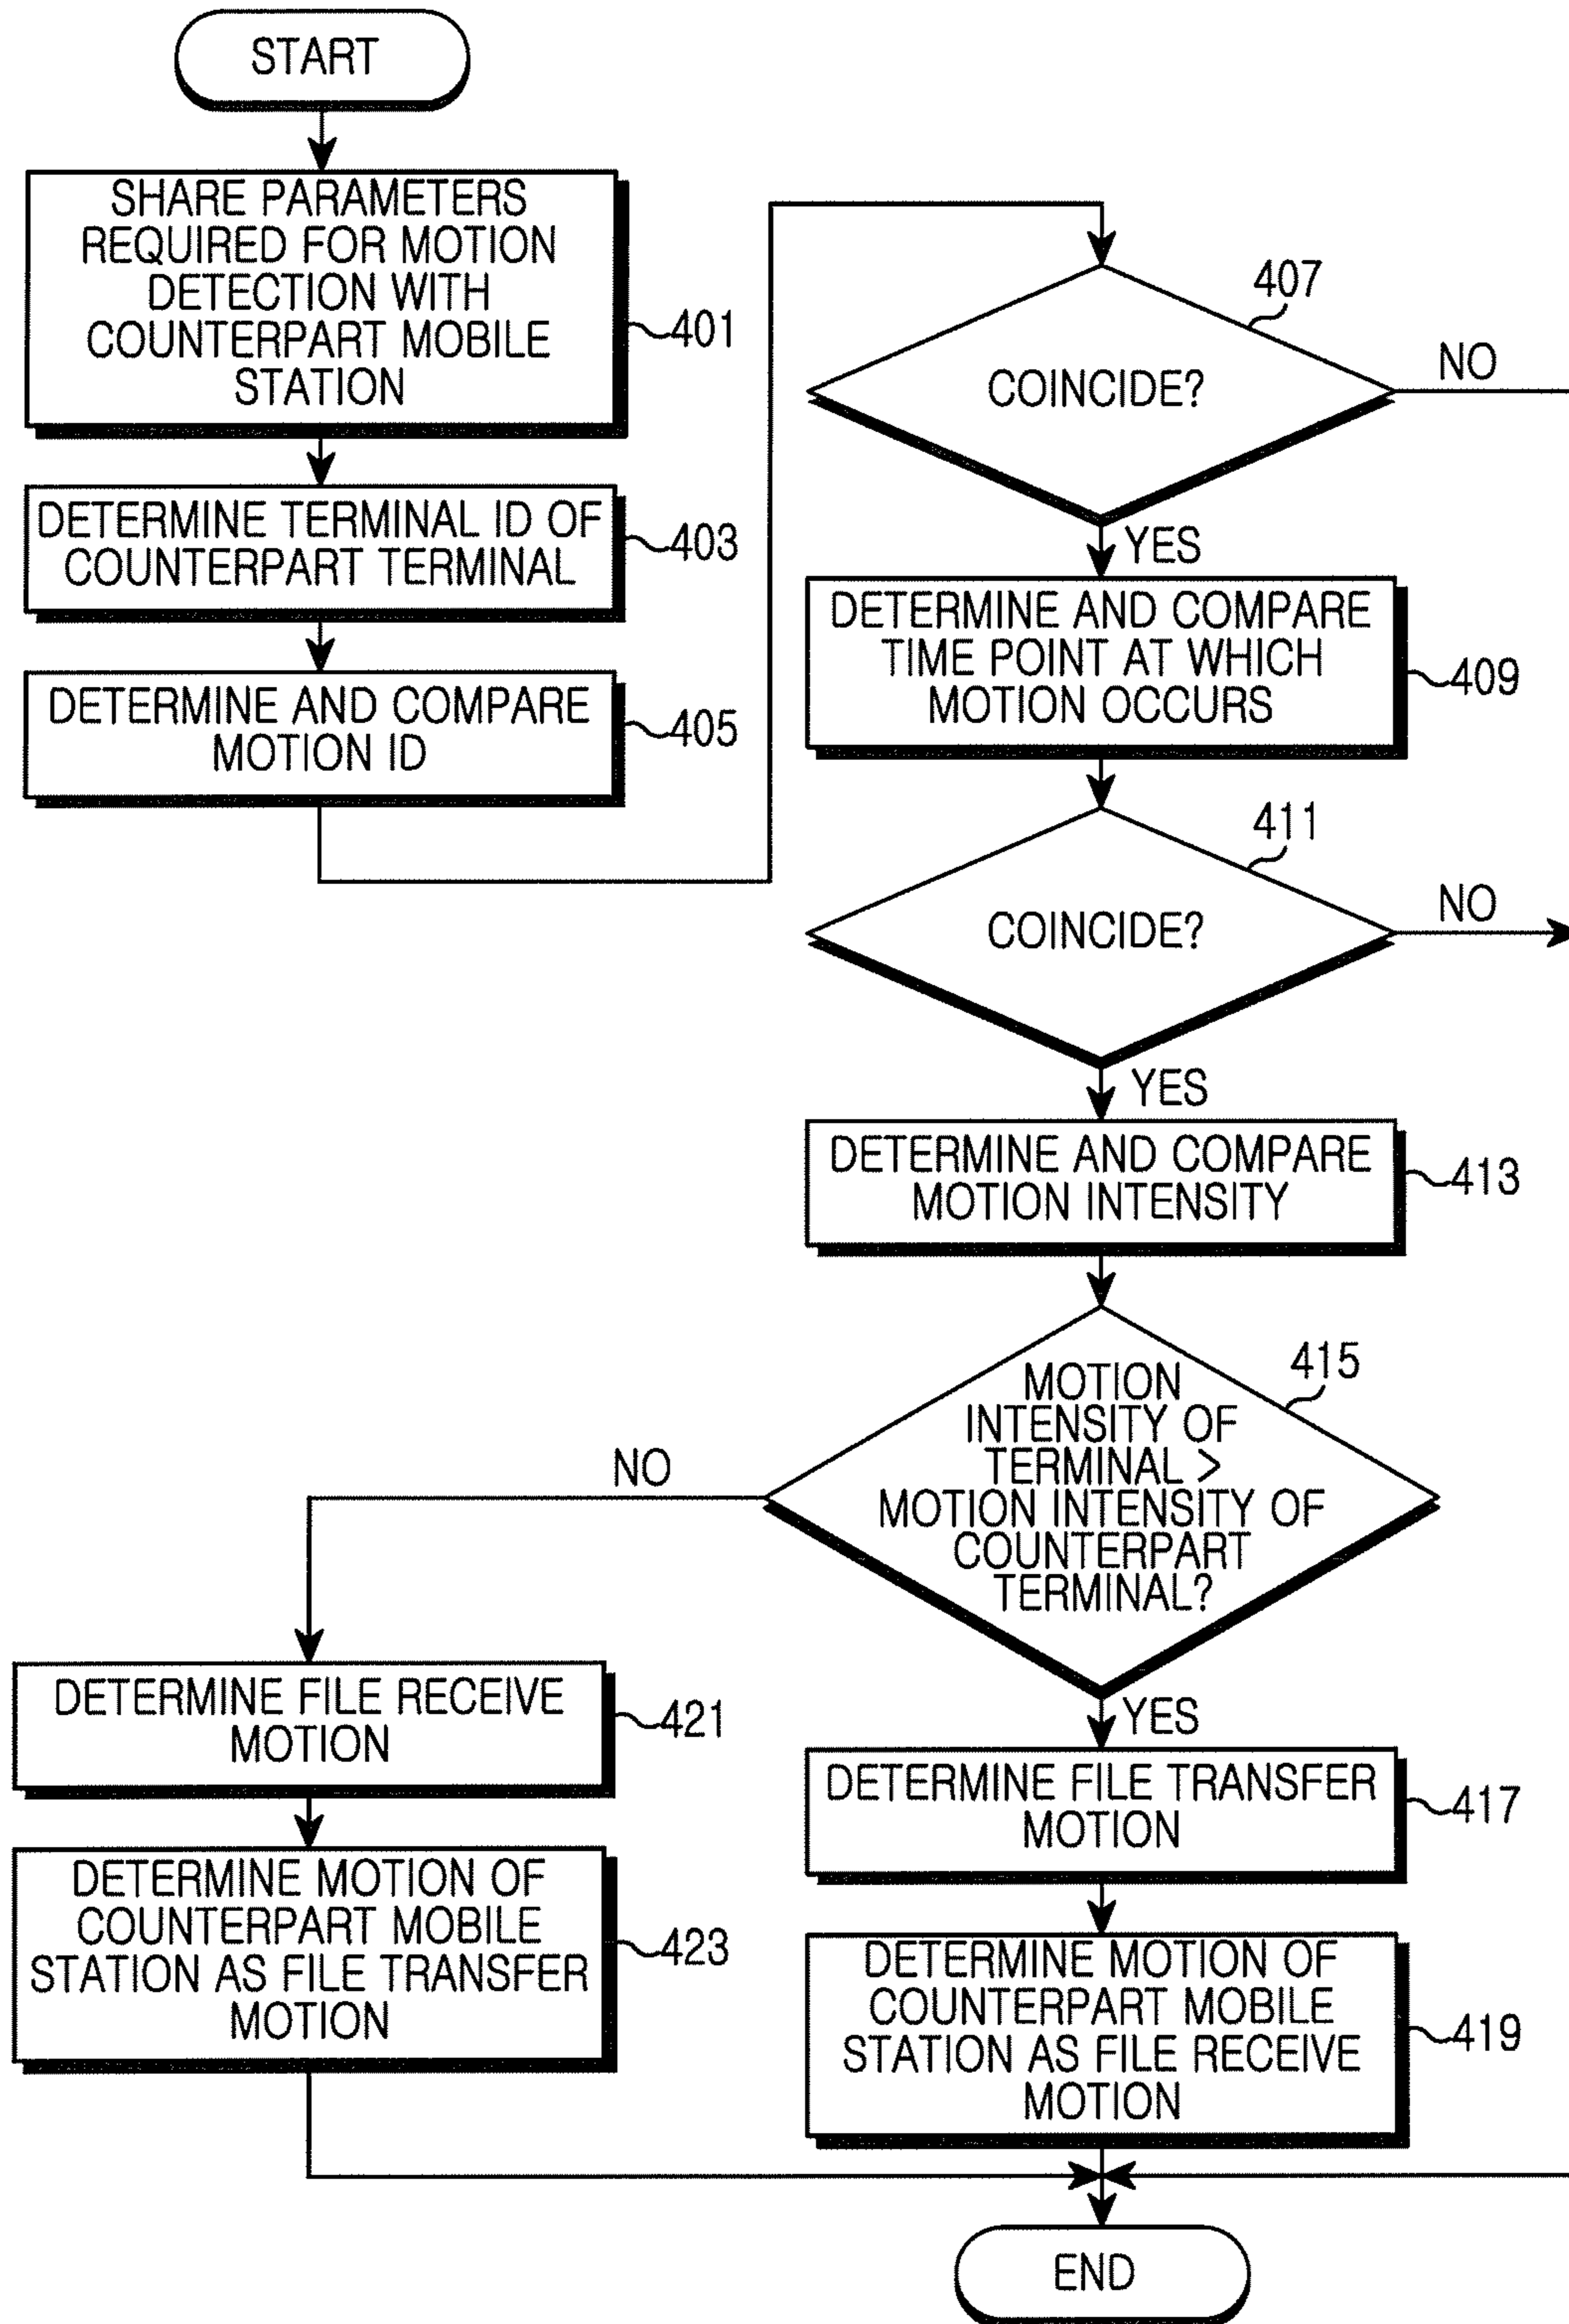 START
SHARE PARAMETERS
REQUIRED FOR MOTION
DETECTION WITH
COUNTERPART MOBILE
STATION
401
DETERMINE TERMINAL ID OF
COUNTERPART TERMINAL
403
DETERMINE AND COMPARE
MOTION ID
405
407
COINCIDE?
NO
YES
DETERMINE AND COMPARE
TIME POINT AT WHICH
MOTION OCCURS
409
411
COINCIDE?
NO
YES
DETERMINE AND COMPARE
MOTION INTENSITY
413
415
MOTION
INTENSITY OF
TERMINAL >
MOTION INTENSITY OF
COUNTERPART
TERMINAL?
NO
YES
DETERMINE FILE TRANSFER
MOTION
417
DETERMINE MOTION OF
COUNTERPART MOBILE
STATION AS FILE RECEIVE
MOTION
419
DETERMINE FILE RECEIVE
MOTION
421
DETERMINE MOTION OF
COUNTERPART MOBILE
STATION AS FILE TRANSFER
MOTION
423
END